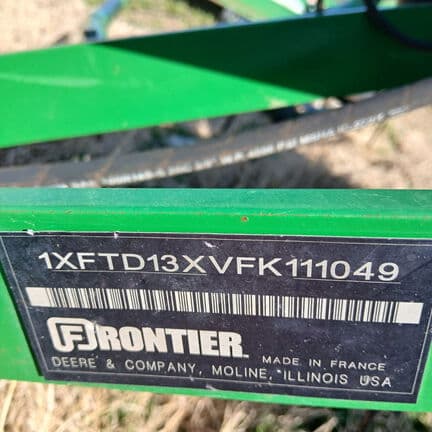 1XFTD13XVFK111049
FRONTIER
MADE IN FRANCE
DEERE & COMPANY, MOLINE, ILLINOIS USA